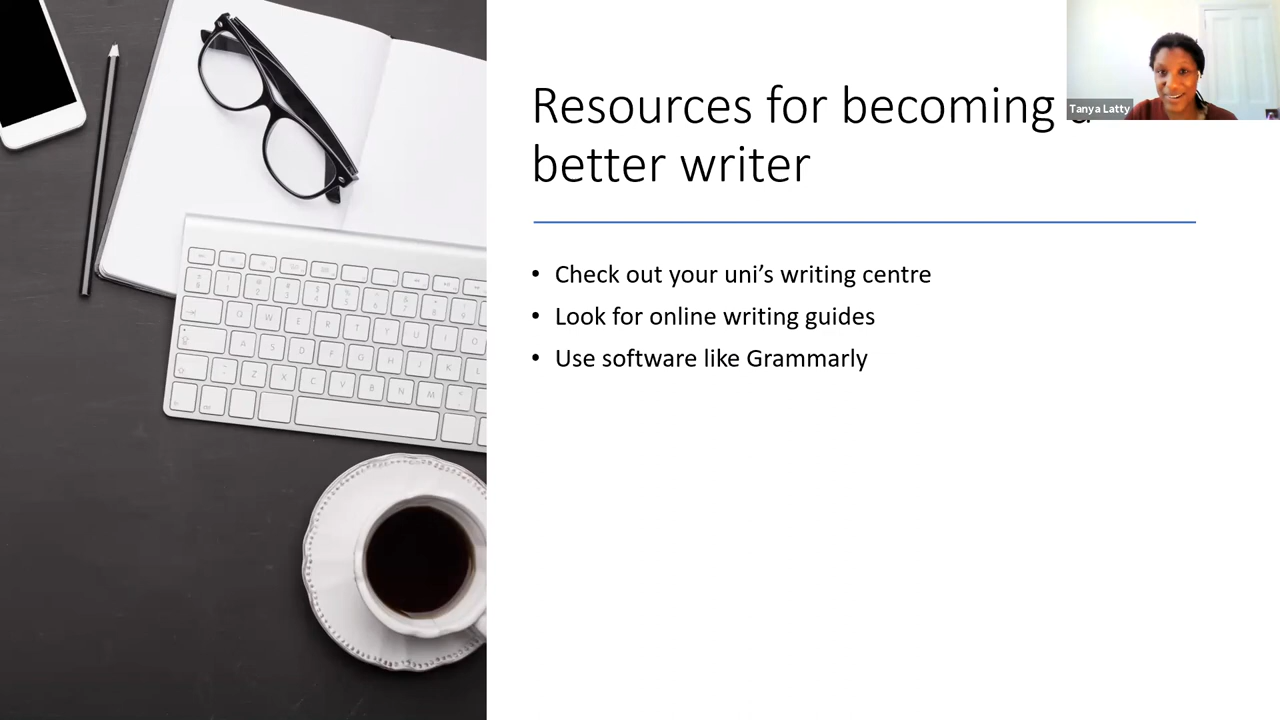 Resources for becoming a
better writer
Tanya Latty
• Check out your uni’s writing centre
• Look for online writing guides
• Use software like Grammarly